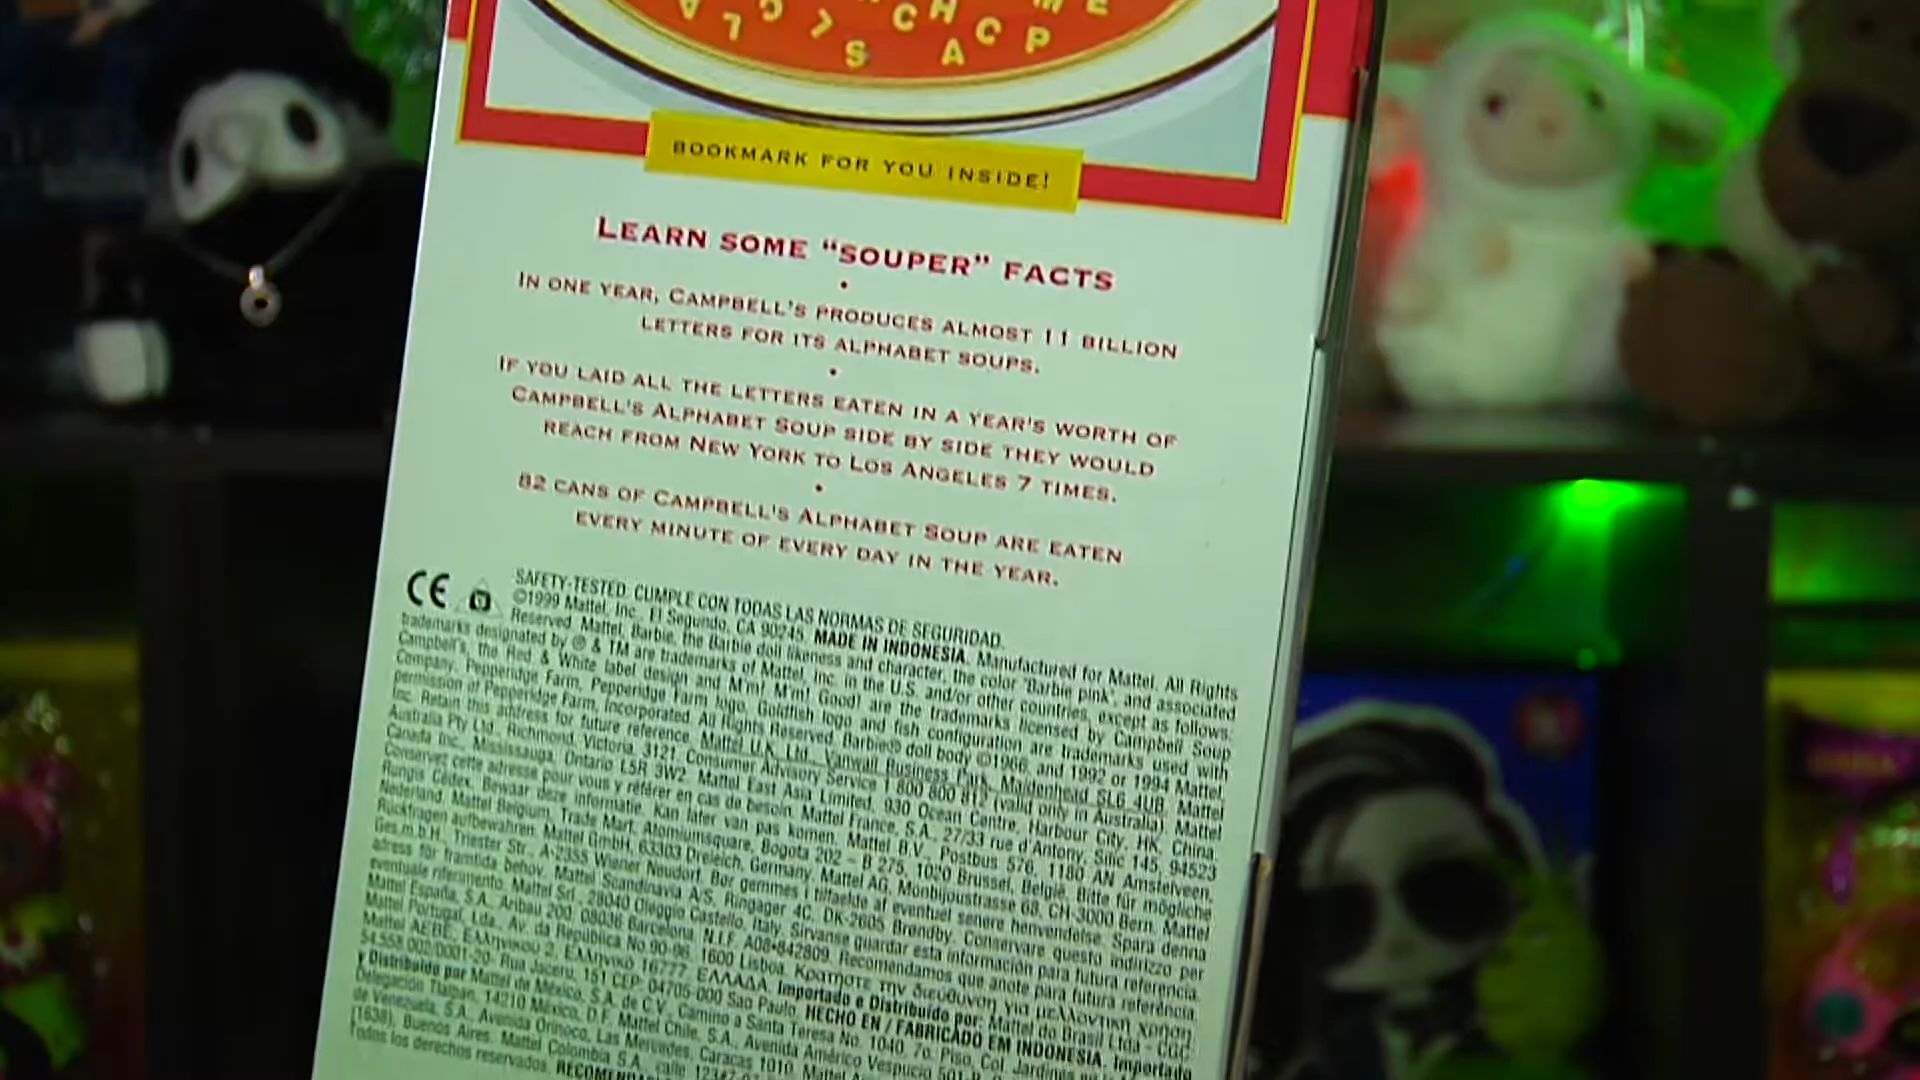 BOOKMARK FOR YOU INSIDE!
LEARN SOME "SOUPER" FACTS
•
IN ONE YEAR, CAMPBELL'S PRODUCES ALMOST 11 BILLION
LETTERS FOR ITS ALPHABET SOUPS.
•
IF YOU LAID ALL THE LETTERS EATEN IN A YEAR'S WORTH OF
CAMPBELL'S ALPHABET SOUP SIDE BY SIDE THEY WOULD
REACH FROM NEW YORK TO LOS ANGELES 7 TIMES.
•
82 CANS OF CAMPBELL'S ALPHABET SOUP ARE EATEN
EVERY MINUTE OF EVERY DAY IN THE YEAR.
CE
SAFETY-TESTED. CUMPLE CON TODAS LAS NORMAS DE SEGURIDAD.
©1999 Mattel, Inc., El Segundo, CA 90245. MADE IN INDONESIA. Manufactured for Mattel. All Rights
Reserved. Mattel, Barbie, the Barbie doll likeness and character, the color "Barbie pink", and associated
trademarks designated by ® & TM are trademarks of Mattel, Inc. in the U.S. and/or other countries, except as follows:
Campbell's, the Red & White label design and M'm! M'm! Good! are the trademarks licensed by Campbell Soup
Company. Pepperidge Farm, Pepperidge Farm logo, Goldfish logo and fish configuration are trademarks used with
permission of Pepperidge Farm, Incorporated. All Rights Reserved. Barbie® doll body ©1966, and 1992 or 1994 Mattel,
Inc. Retain this address for future reference. Mattel U.K. Ltd., Vanwall Business Park, Maidenhead SL6 4UB. Mattel
Australia Pty. Ltd., Richmond, Victoria. 3121. Consumer Advisory Service 1 800 800 812 (valid only in Australia). Mattel
Canada Inc., Mississauga, Ontario L5R 3W2. Mattel East Asia Limited, 930 Ocean Centre, Harbour City, HK, China.
Conservez cette adresse pour vous y référer en cas de besoin. Mattel France, S.A., 27/33 rue d'Antony, Silic 145, 94523
Rungis Cédex. Bewaar deze informatie. Kan later van pas komen. Mattel B.V., Postbus 576, 1180 AN Amstelveen,
Nederland. Mattel Belgium, Trade Mart, Atomiumsquare, Bogota 202 – B 275, 1020 Brussel, België. Bitte für mögliche
Rückfragen aufbewahren. Mattel GmbH, 63303 Dreieich, Germany. Mattel AG, Monbijoustrasse 68, CH-3000 Bern. Mattel
Ges.m.b.H., Triester Str., A-2355 Wiener Neudorf. Bør gemmes i tilfælde af eventuel senere henvendelse. Spara denna
adress för framtida behov. Mattel Scandinavia A/S, Ringager 4C, DK-2605 Brøndby. Conservare questo indirizzo per
eventuale riferimento. Mattel Srl., 28040 Oleggio Castello, Italy. Sirvanse guardar esta información para futura referencia.
Mattel España, S.A., Aribau 200, 08036 Barcelona. N.I.F. A08-842809. Recomendamos que anote para futura referência.
Mattel Portugal, Lda., Av. da República No 90-96, 1600 Lisboa.
Mattel AEBE, Ελληνικού 2, Ελληνικό 16777, ΕΛΛΑΔΑ. Importado e Distribuido por: Mattel do Brasil Ltda - CGC
54.558.002/0001-20- Rua Jaceru, 151 CEP: 04705-000 Sao Paulo. HECHO EN / FABRICADO EM INDONESIA. Importado
y Distribuido por Mattel de México, S.A. de C.V., Camino a Santa Teresa No. 1040, 7o. Piso, Col. Jardines
Delegación Tlalpan, 14210 México, D.F. Mattel Chile, S.A., Avenida Américo Vespucio 501-B
de Venezuela, S.A., Avenida Orinoco, Las Mercedes, Caracas 1010. Mattel
(1638), Buenos Aires. Mattel Colombia S.A., calle
Todos los derechos reservados.